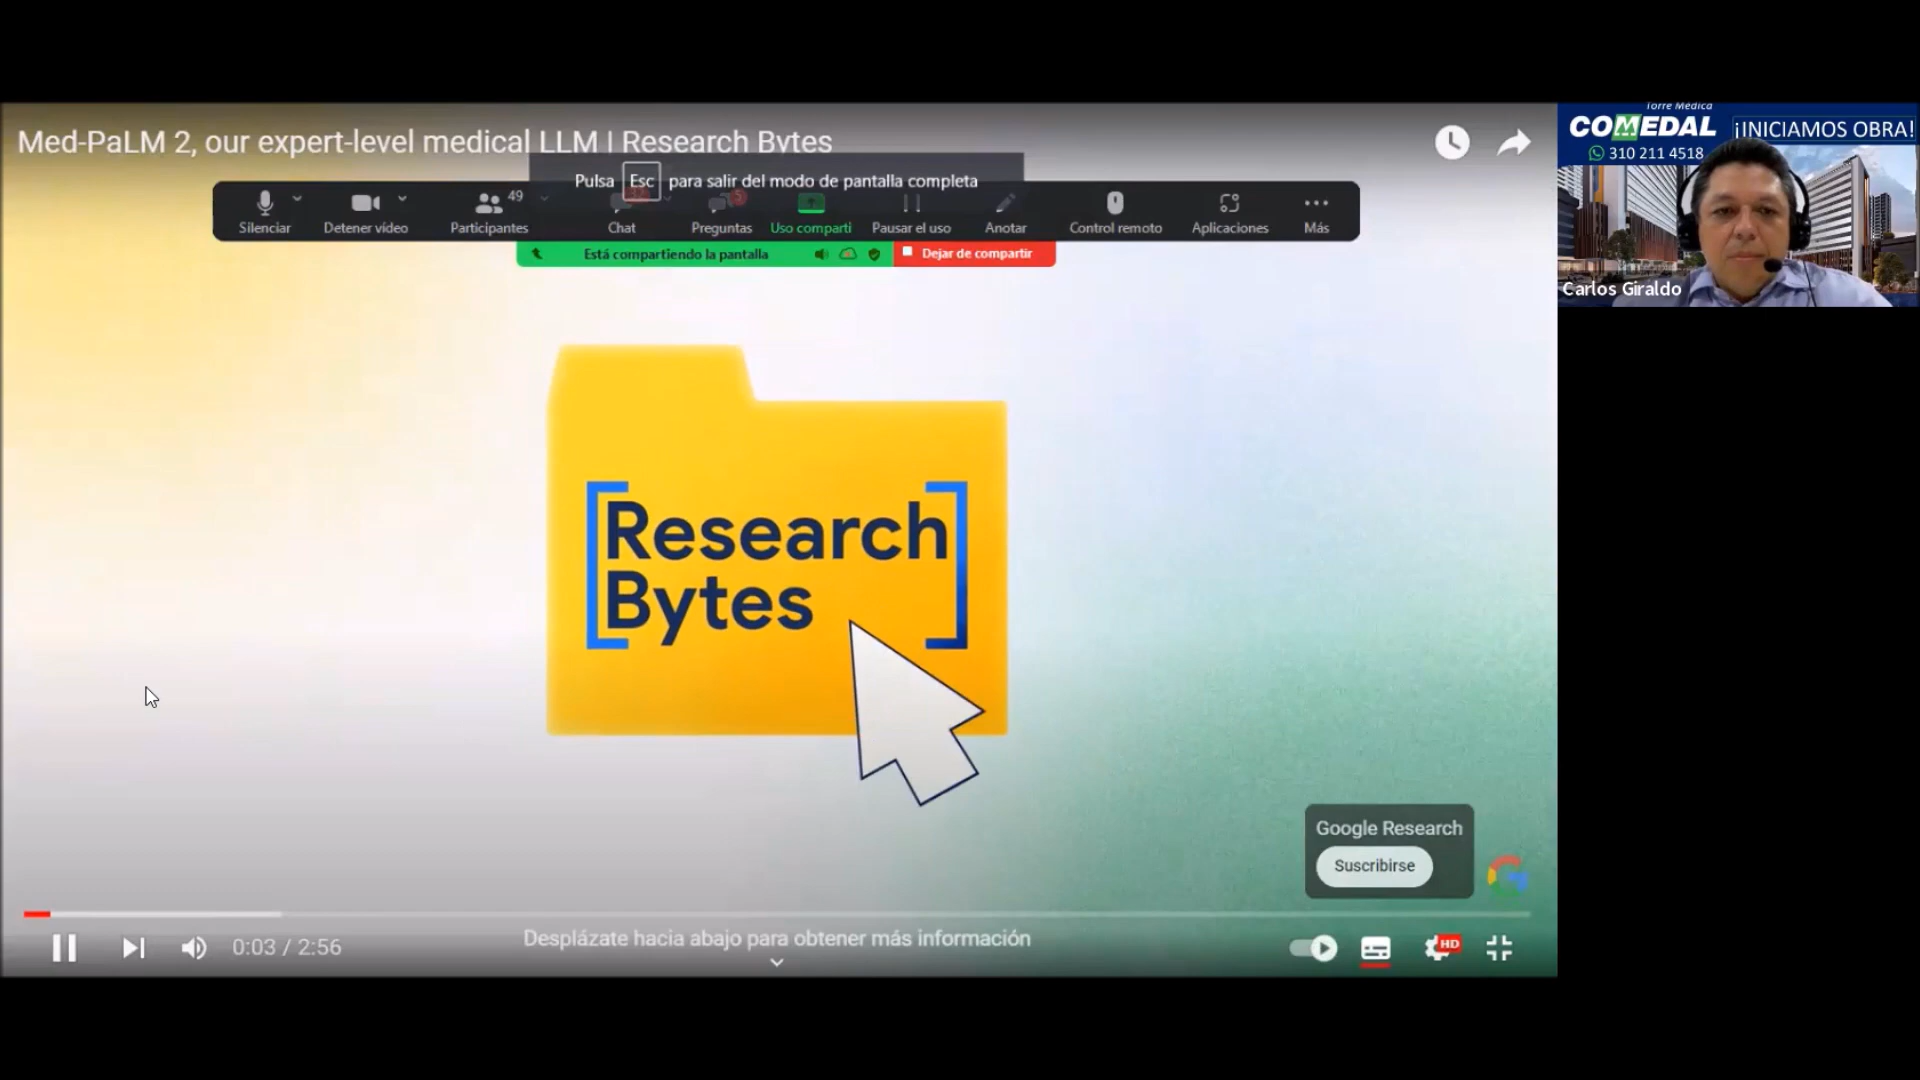 Med-PaLM 2, our expert-level medical LLM | Research Bytes
Pulsa Esc para salir del modo de pantalla completa
49
5
Silenciar
Detener vídeo
Participantes
Chat
Preguntas
Uso comparti
Pausar el uso
Anotar
Control remoto
Aplicaciones
Más
Está compartiendo la pantalla
Dejar de compartir
Torre Médica
COMEDAL
¡INICIAMOS OBRA!
310 211 4518
Carlos Giraldo
Research
Bytes
Google Research
Suscribirse
0:03 / 2:56
Desplázate hacia abajo para obtener más información
HD